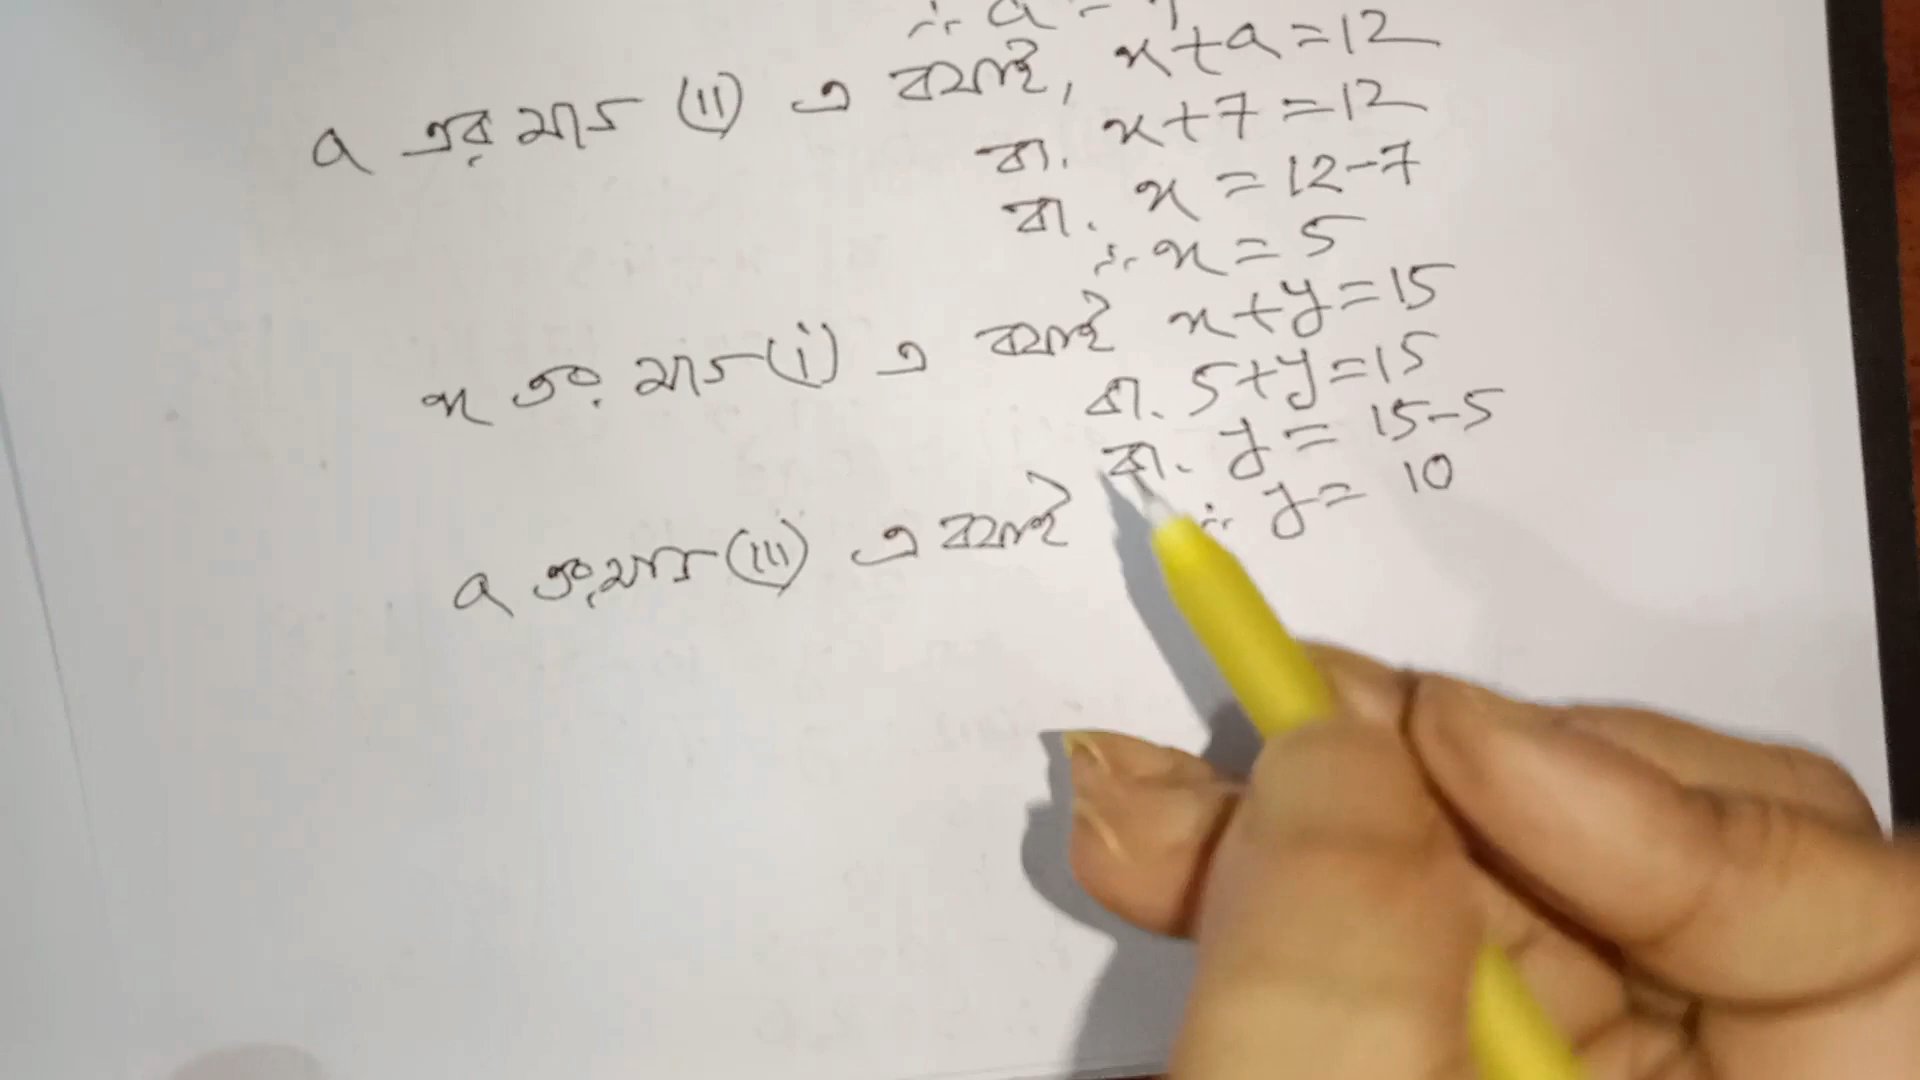 ∴ a = 7
a এর মান (ii) এ বসাই, x+a=12
বা. x+7=12
বা. x=12-7
∴ x=5
x এর মান (i) এ বসাই x+y=15
বা. 5+y=15
বা. y=15-5
∴ y=10
a এর মান (iii) এ বসাই